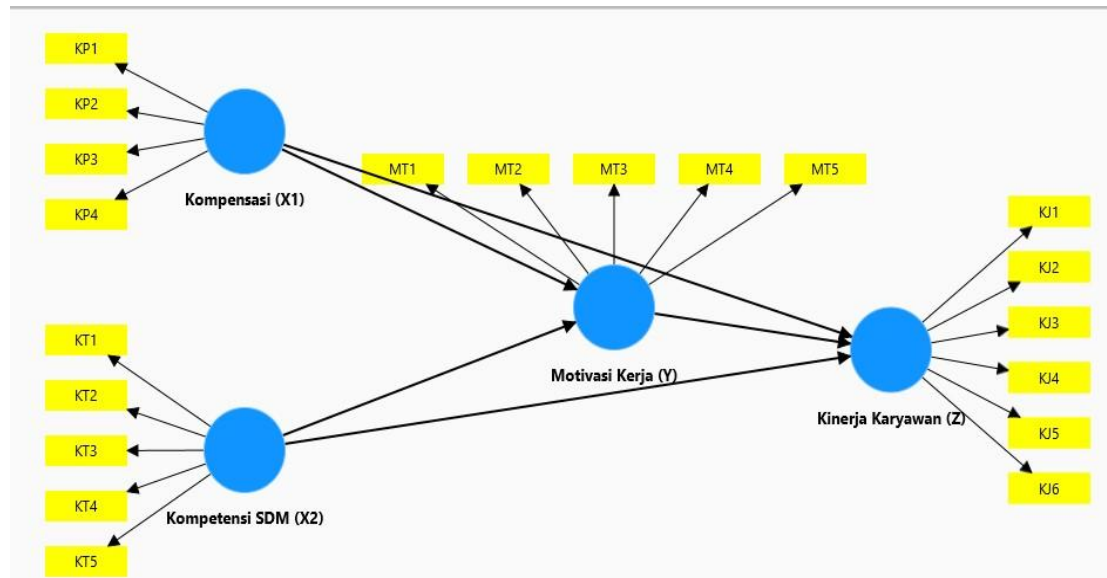 KP1
KP2
KP3
KP4
Kompensasi (X1)
MT1
MT2
MT3
MT4
MT5
KJ1
KJ2
KJ3
KJ4
KJ5
KJ6
Motivasi Kerja (Y)
Kinerja Karyawan (Z)
KT1
KT2
KT3
KT4
KT5
Kompetensi SDM (X2)